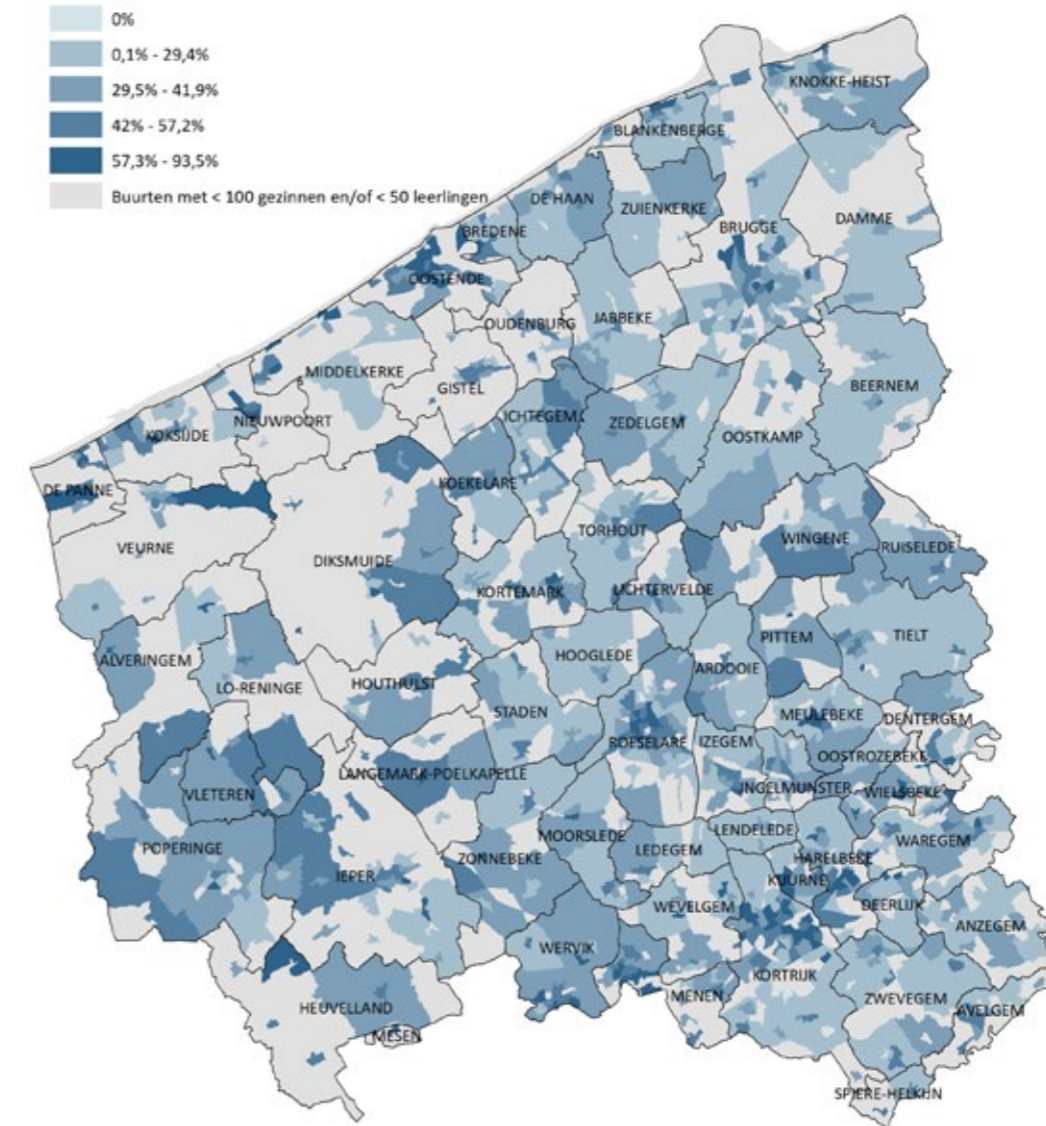 0%
0,1% - 29,4%
29,5% - 41,9%
42% - 57,2%
57,3% - 93,5%
Buurten met < 100 gezinnen en/of < 50 leerlingen
KNOKKE-HEIST
BLANKENBERGE
DE HAAN
ZUIENKERKE
DAMME
BRUGGE
BREDENE
OOSTENDE
OUDENBURG
JABBEKE
MIDDELKERKE
GISTEL
BEERNEM
ICHTEGEM
NIEUWPOORT
ZEDELGEM
KOKSIJDE
OOSTKAMP
KOEKELARE
DE PANNE
TORHOUT
WINGENE
VEURNE
RUISELEDE
DIKSMUIDE
LICHTERVELDE
KORTEMARK
PITTEM
TIELT
HOOGLEDE
ALVERINGEM
ARDOOIE
HOUTHULST
LO-RENINGE
STADEN
MEULEBEKE
DENTERGEM
ROESELARE
IZEGEM
OOSTROZEBEKE
LANGEMARK-POELKAPELLE
INGELMUNSTER
WIELSBEKE
VLETEREN
LENDELEDE
MOORSLEDE
WAREGEM
POPERINGE
LEDEGEM
ZONNEBEKE
HARELBEKE
IEPER
KUURNE
DEERLIJK
WEVELGEM
ANZEGEM
WERVIK
KORTRIJK
MENEN
ZWEVEGEM
HEUVELLAND
AVELGEM
MESEN
SPIERE-HELKIJN